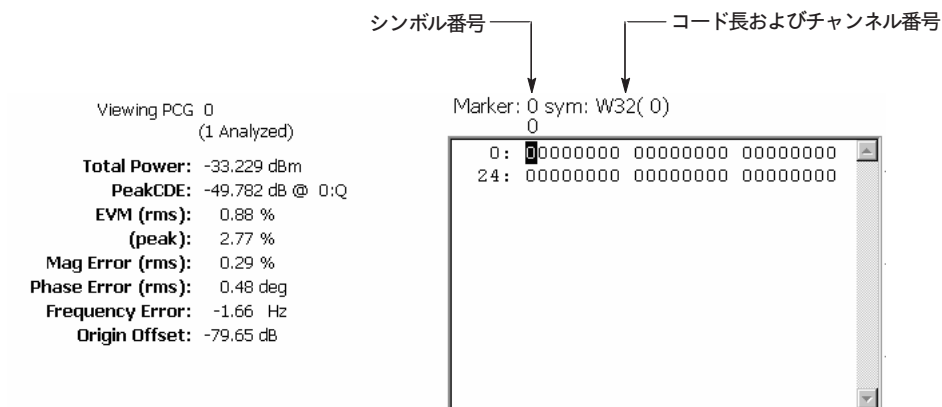 シンボル番号
コード長およびチャンネル番号
Viewing PCG 0
(1 Analyzed)
Total Power: -33.229 dBm
PeakCDE: -49.782 dB @ 0:Q
EVM (rms): 0.88 %
(peak): 2.77 %
Mag Error (rms): 0.29 %
Phase Error (rms): 0.48 deg
Frequency Error: -1.66 Hz
Origin Offset: -79.65 dB
Marker: 0 sym: W32( 0)
0
0: 00000000 00000000 00000000
24: 00000000 00000000 00000000